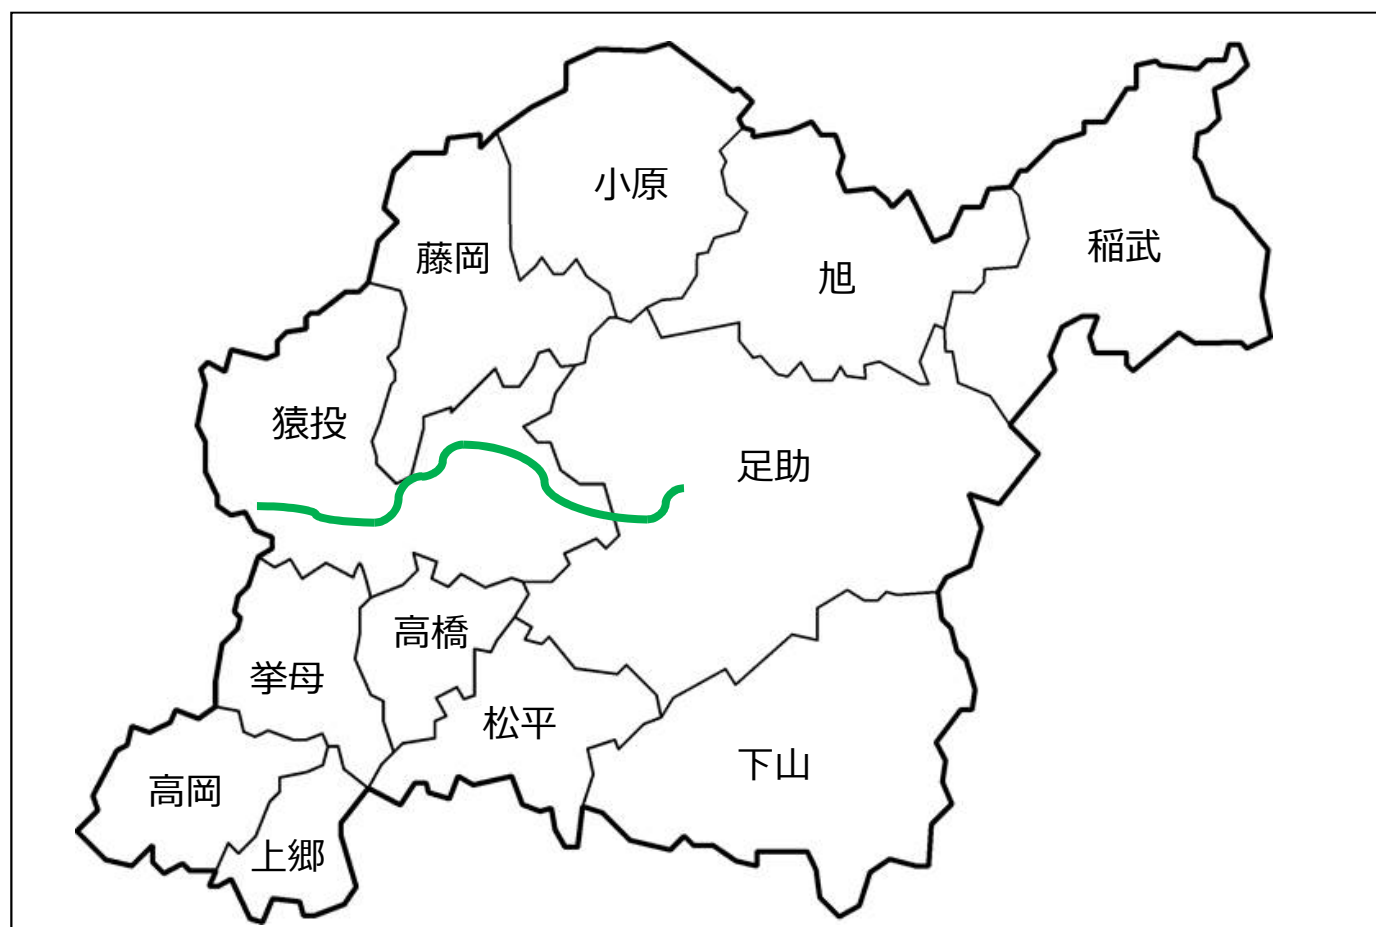 小原
藤岡
稲武
旭
猿投
足助
高橋
挙母
松平
下山
高岡
上郷